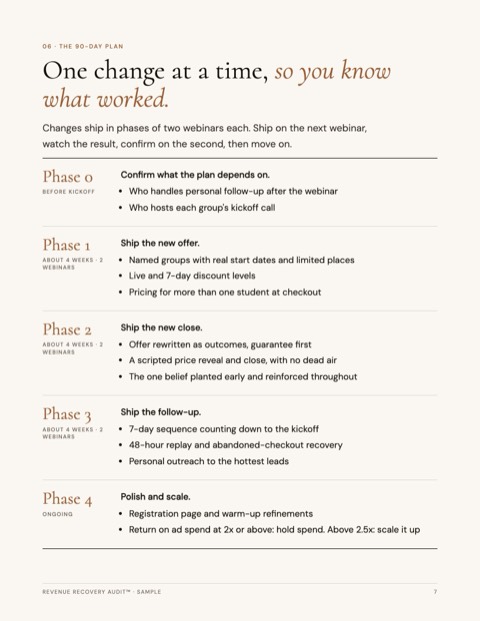 06 · THE 90-DAY PLAN
One change at a time, so you know
what worked.
Changes ship in phases of two webinars each. Ship on the next webinar,
watch the result, confirm on the second, then move on.
Phase 0
BEFORE KICKOFF
Confirm what the plan depends on.
• Who handles personal follow-up after the webinar
• Who hosts each group's kickoff call
Phase 1
ABOUT 4 WEEKS · 2
WEBINARS
Ship the new offer.
• Named groups with real start dates and limited places
• Live and 7-day discount levels
• Pricing for more than one student at checkout
Phase 2
ABOUT 4 WEEKS · 2
WEBINARS
Ship the new close.
• Offer rewritten as outcomes, guarantee first
• A scripted price reveal and close, with no dead air
• The one belief planted early and reinforced throughout
Phase 3
ABOUT 4 WEEKS · 2
WEBINARS
Ship the follow-up.
• 7-day sequence counting down to the kickoff
• 48-hour replay and abandoned-checkout recovery
• Personal outreach to the hottest leads
Phase 4
ONGOING
Polish and scale.
• Registration page and warm-up refinements
• Return on ad spend at 2x or above: hold spend. Above 2.5x: scale it up
REVENUE RECOVERY AUDIT™ · SAMPLE
7